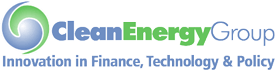 CleanEnergyGroup
Innovation in Finance, Technology & Policy